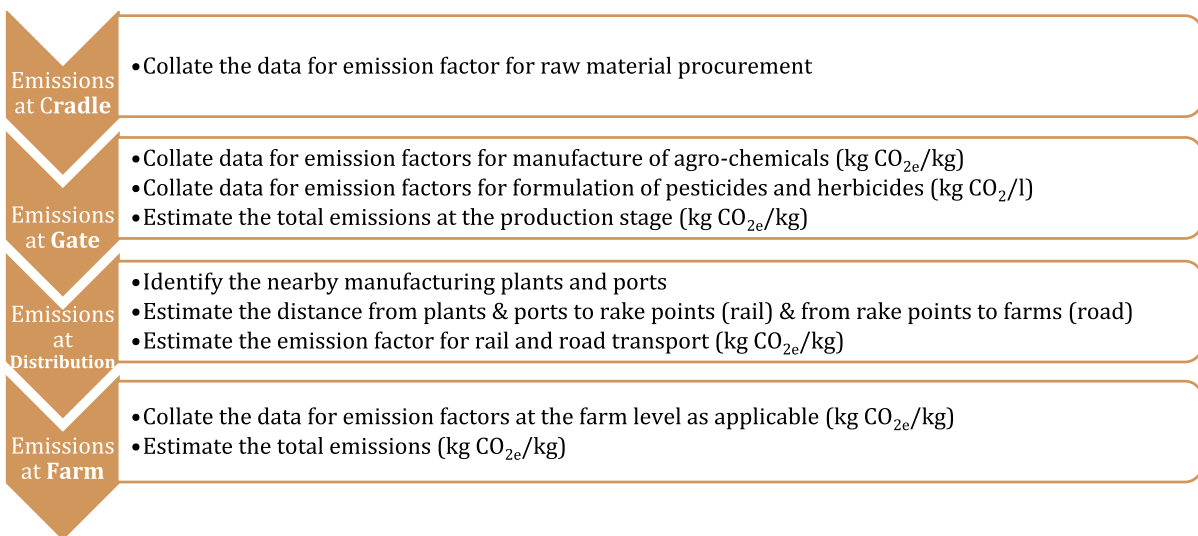 Emissions
at Cradle
•Collate the data for emission factor for raw material procurement
Emissions
at Gate
•Collate data for emission factors for manufacture of agro-chemicals (kg CO2e/kg)
•Collate data for emission factors for formulation of pesticides and herbicides (kg CO2/l)
•Estimate the total emissions at the production stage (kg CO2e/kg)
Emissions
at
Distribution
•Identify the nearby manufacturing plants and ports
•Estimate the distance from plants & ports to rake points (rail) & from rake points to farms (road)
•Estimate the emission factor for rail and road transport (kg CO2e/kg)
Emissions
at Farm
•Collate the data for emission factors at the farm level as applicable (kg CO2e/kg)
•Estimate the total emissions (kg CO2e/kg)